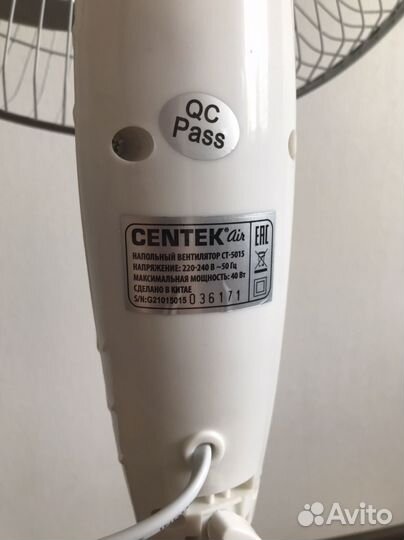 QC
Pass
CENTEK® air
EAC
НАПОЛЬНЫЙ ВЕНТИЛЯТОР CT-5015
НАПРЯЖЕНИЕ: 220-240 В ~50 Гц
МАКСИМАЛЬНАЯ МОЩНОСТЬ: 40 Вт
СДЕЛАНО В КИТАЕ
S/N:G21015015 036171
Avito